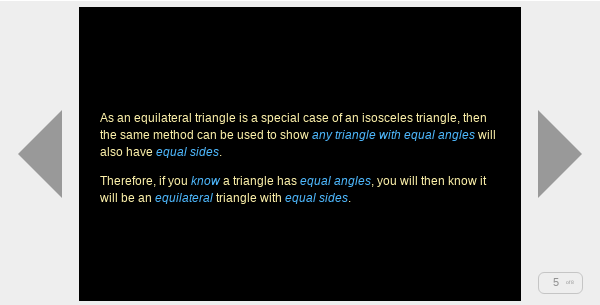 As an equilateral triangle is a special case of an isosceles triangle, then
the same method can be used to show any triangle with equal angles will
also have equal sides.
Therefore, if you know a triangle has equal angles, you will then know it
will be an equilateral triangle with equal sides.
5